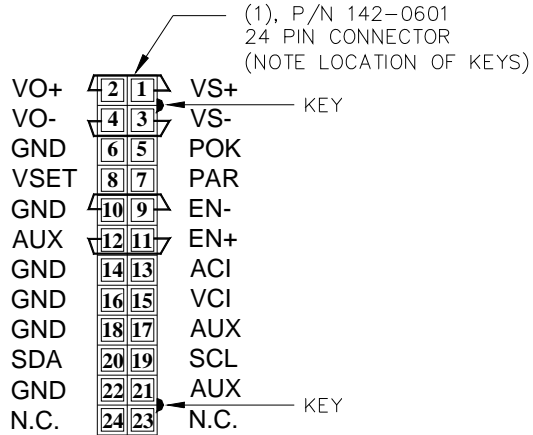 (1), P/N 142-0601
24 PIN CONNECTOR
(NOTE LOCATION OF KEYS)
VO+ 2 1 VS+
KEY
VO- 4 3 VS-
GND 6 5 POK
VSET 8 7 PAR
GND 10 9 EN-
AUX 12 11 EN+
GND 14 13 ACI
GND 16 15 VCI
GND 18 17 AUX
SDA 20 19 SCL
GND 22 21 AUX
KEY
N.C. 24 23 N.C.